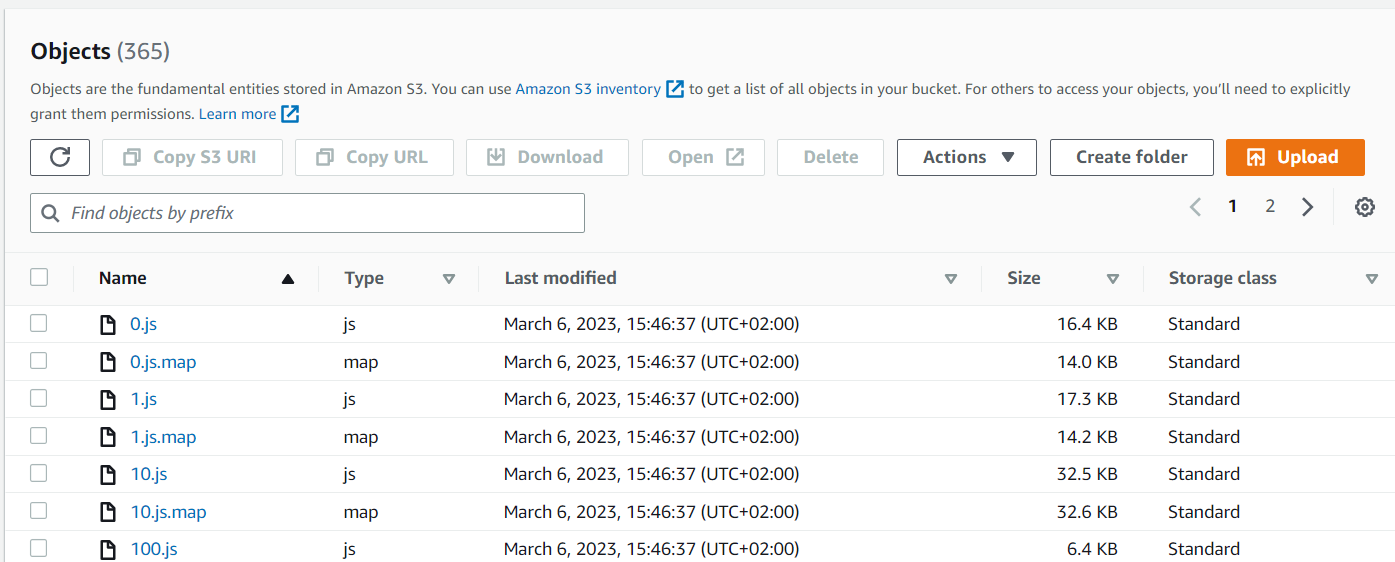 Objects (365)
Objects are the fundamental entities stored in Amazon S3. You can use Amazon S3 inventory to get a list of all objects in your bucket. For others to access your objects, you'll need to explicitly
grant them permissions. Learn more
Copy S3 URI Copy URL Download Open Delete Actions Create folder Upload
Find objects by prefix 1 2
Name Type Last modified Size Storage class
0.js js March 6, 2023, 15:46:37 (UTC+02:00) 16.4 KB Standard
0.js.map map March 6, 2023, 15:46:37 (UTC+02:00) 14.0 KB Standard
1.js js March 6, 2023, 15:46:37 (UTC+02:00) 17.3 KB Standard
1.js.map map March 6, 2023, 15:46:37 (UTC+02:00) 14.2 KB Standard
10.js js March 6, 2023, 15:46:37 (UTC+02:00) 32.5 KB Standard
10.js.map map March 6, 2023, 15:46:37 (UTC+02:00) 32.6 KB Standard
100.js js March 6, 2023, 15:46:37 (UTC+02:00) 6.4 KB Standard